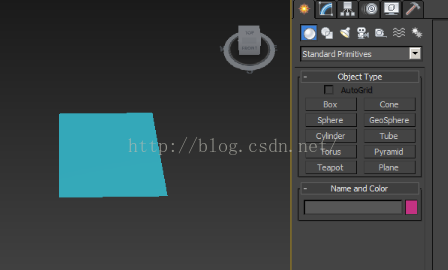 Standard Primitives
- Object Type
AutoGrid
Box Cone
Sphere GeoSphere
Cylinder Tube
Torus Pyramid
Teapot Plane
- Name and Color
http://blog.csdn.net/